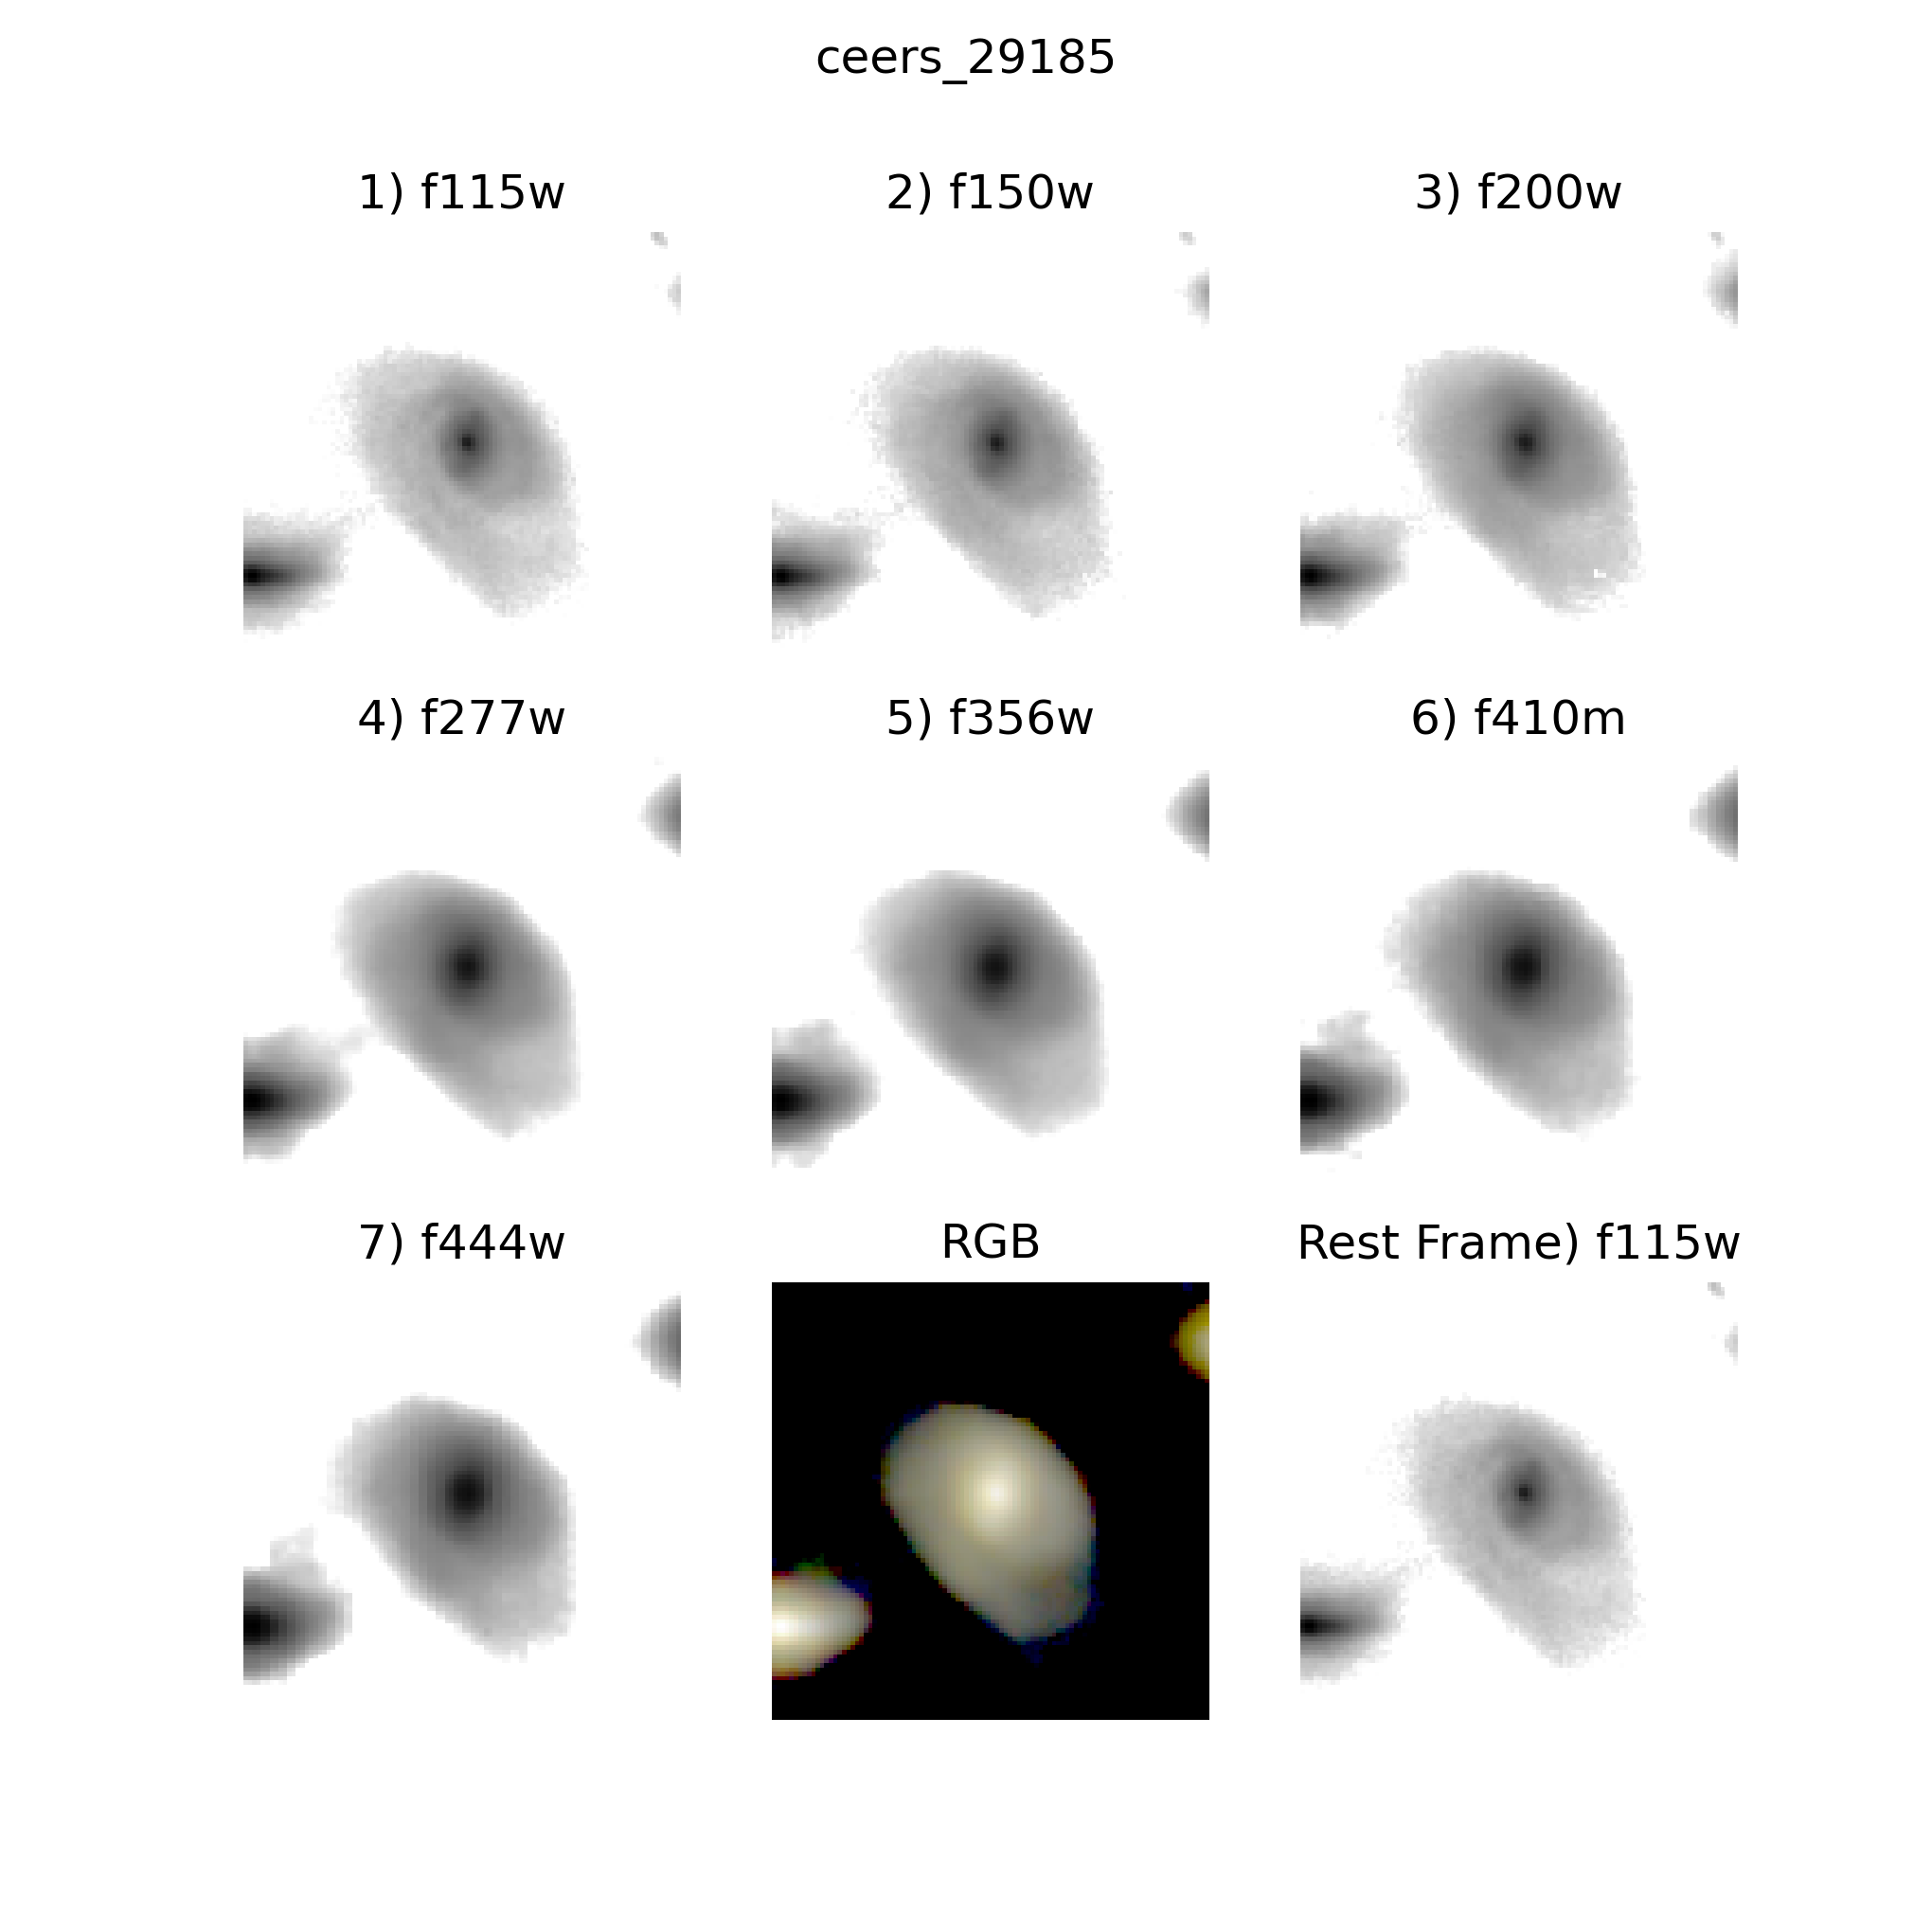 ceers_29185
1) f115w
2) f150w
3) f200w
4) f277w
5) f356w
6) f410m
7) f444w
RGB
Rest Frame) f115w